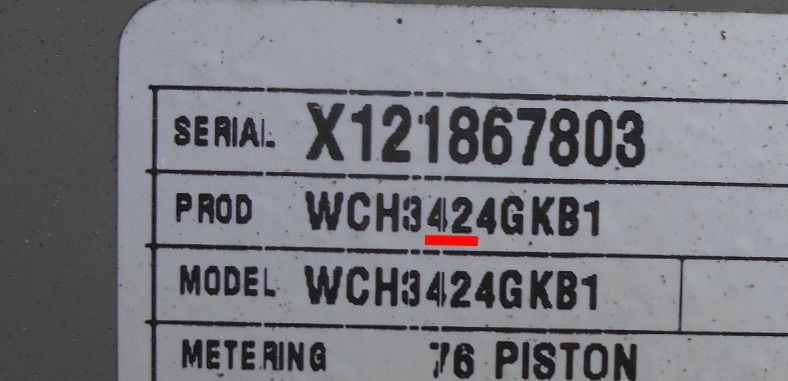 SERIAL X121867803
PROD WCH3424GKB1
MODEL WCH3424GKB1
METERING 76 PISTON